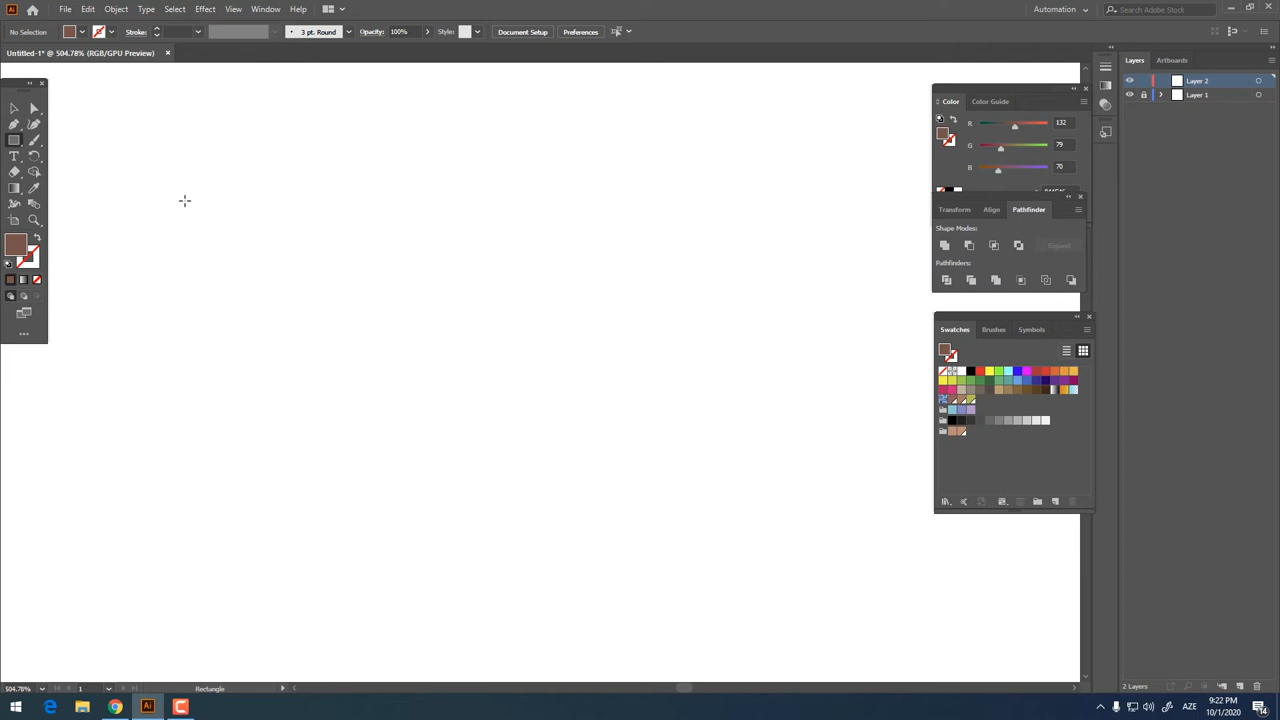 Ai File Edit Object Type Select Effect View Window Help Automation Search Adobe Stock
No Selection Stroke: 3 pt. Round Opacity: 100% Style: Document Setup Preferences
Untitled-1* @ 504.78% (RGB/GPU Preview)
Layers Artboards
Layer 2
Layer 1
Color Color Guide
R 132
G 79
B 70
Transform Align Pathfinder
Shape Modes:
Expand
Pathfinders:
Swatches Brushes Symbols
504.78% 1 Rectangle
2 Layers
Ai AZE 9:22 PM
10/1/2020